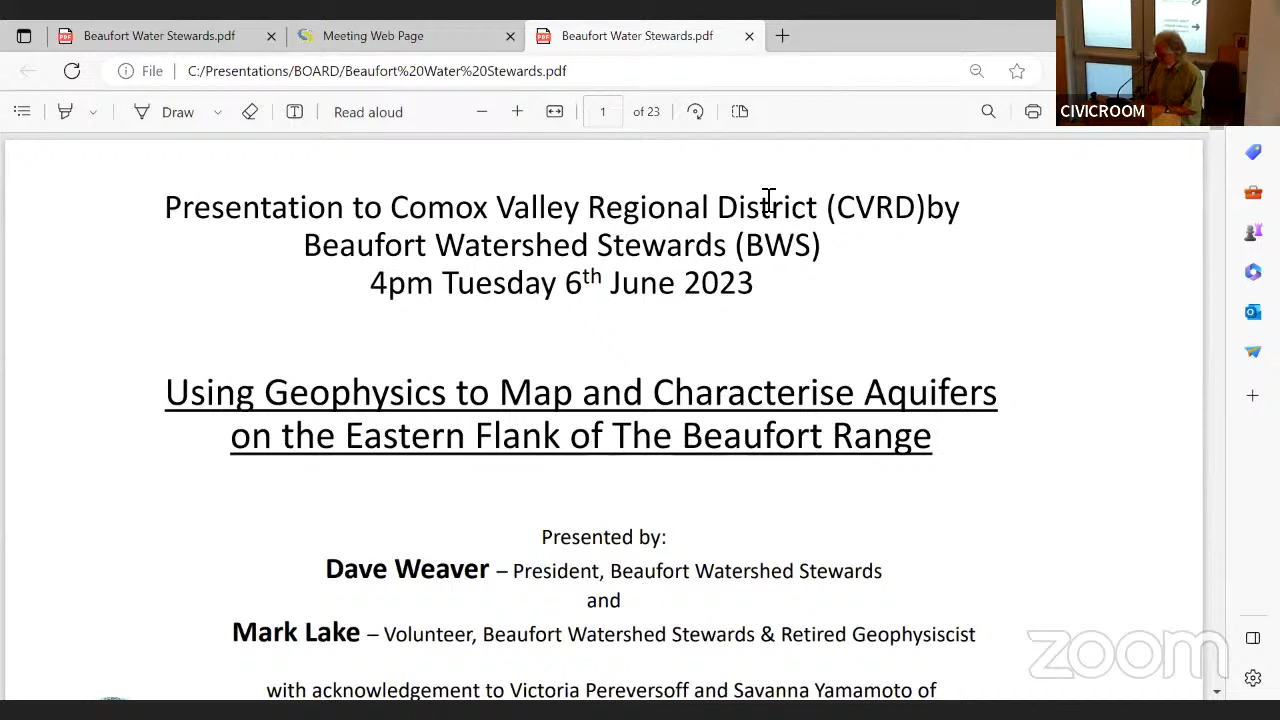 Beaufort Water Stewards.pdf
Meeting Web Page
Beaufort Water Stewards.pdf
File
C:/Presentations/BOARD/Beaufort%20Water%20Stewards.pdf
Draw
Read aloud
1
of 23
CIVICROOM
Presentation to Comox Valley Regional District (CVRD)by
Beaufort Watershed Stewards (BWS)
4pm Tuesday 6th June 2023
Using Geophysics to Map and Characterise Aquifers
on the Eastern Flank of The Beaufort Range
Presented by:
Dave Weaver – President, Beaufort Watershed Stewards
and
Mark Lake – Volunteer, Beaufort Watershed Stewards & Retired Geophysiscist
with acknowledgement to Victoria Pereversoff and Savanna Yamamoto of
zoom